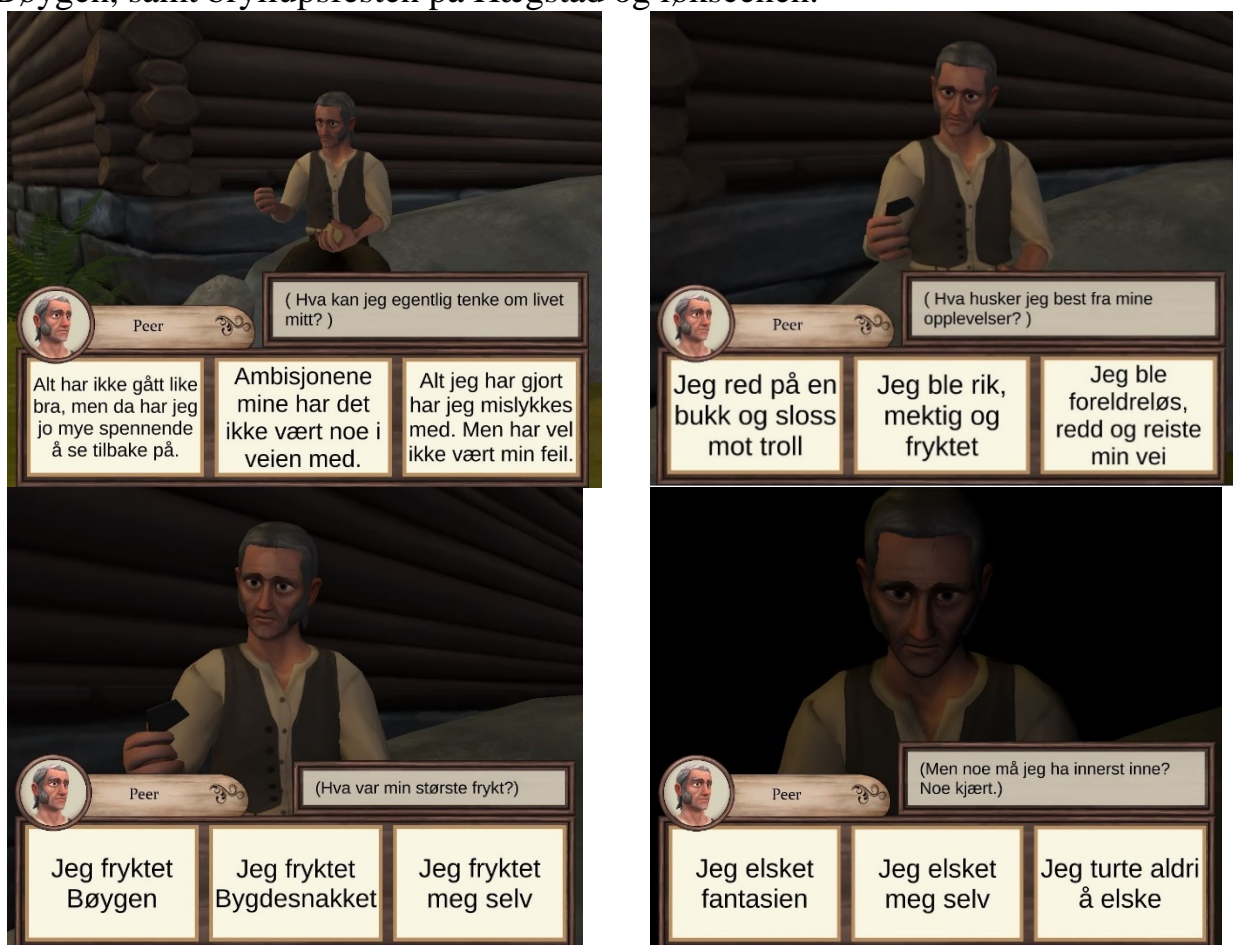 Bøygen, samt bryllupsfesten på Hægstad og løkscenen.
( Hva kan jeg egentlig tenke om livet
mitt? )
Peer
Alt har ikke gått like
bra, men da har jeg
jo mye spennende
å se tilbake på.
Ambisjonene
mine har det
ikke vært noe i
veien med.
Alt jeg har gjort
har jeg mislykkes
med. Men har vel
ikke vært min feil.
( Hva husker jeg best fra mine
opplevelser? )
Peer
Jeg red på en
bukk og sloss
mot troll
Jeg ble rik,
mektig og
fryktet
Jeg ble
foreldreløs,
redd og reiste
min vei
(Hva var min største frykt?)
Peer
Jeg fryktet
Bøygen
Jeg fryktet
Bygdesnakket
Jeg fryktet
meg selv
(Men noe må jeg ha innerst inne?
Noe kjært.)
Peer
Jeg elsket
fantasien
Jeg elsket
meg selv
Jeg turte aldri
å elske